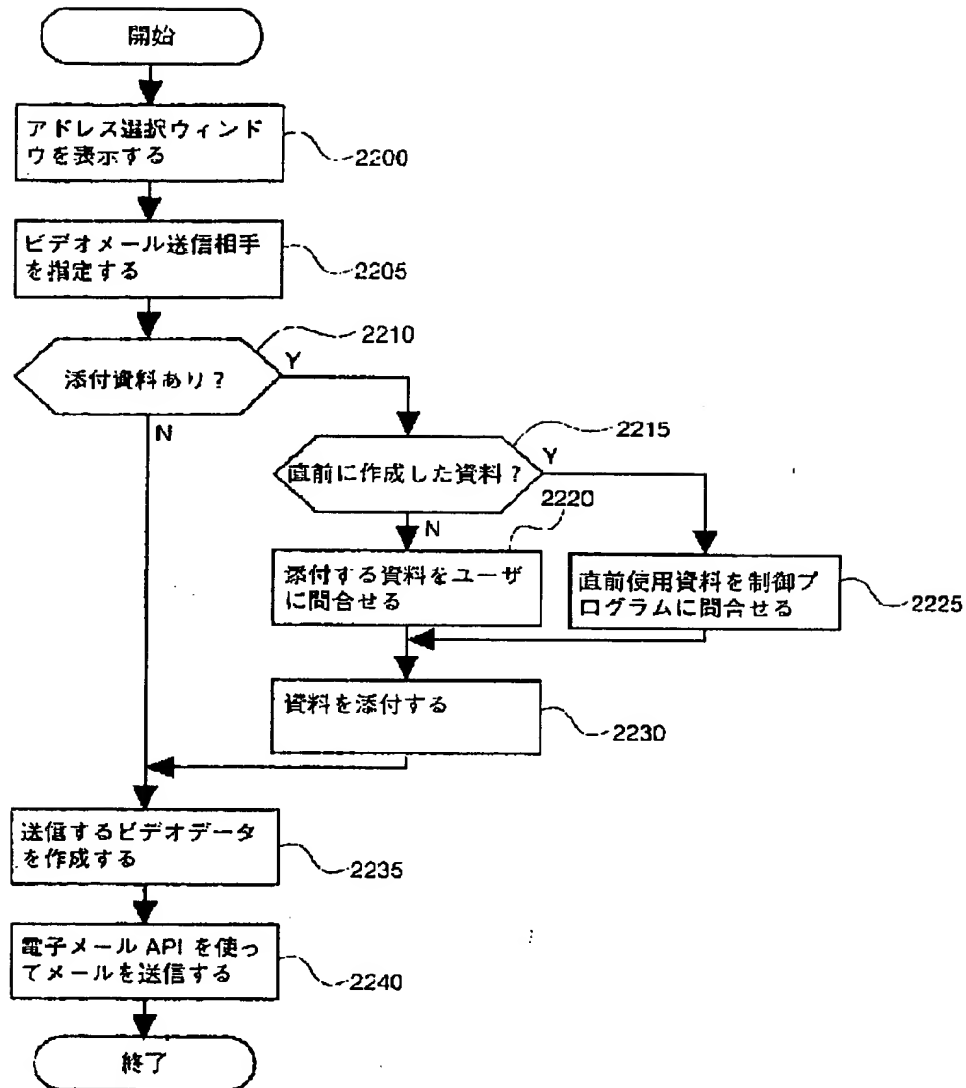 開始
アドレス選択ウィンド
ウを表示する
2200
ビデオメール送信相手
を指定する
2205
2210
添付資料あり?
Y
N
2215
直前に作成した資料?
Y
2220
N
添付する資料をユーザ
に問合せる
直前使用資料を制御プ
ログラムに問合せる
2225
資料を添付する
2230
送信するビデオデータ
を作成する
2235
電子メール API を使っ
てメールを送信する
2240
終了